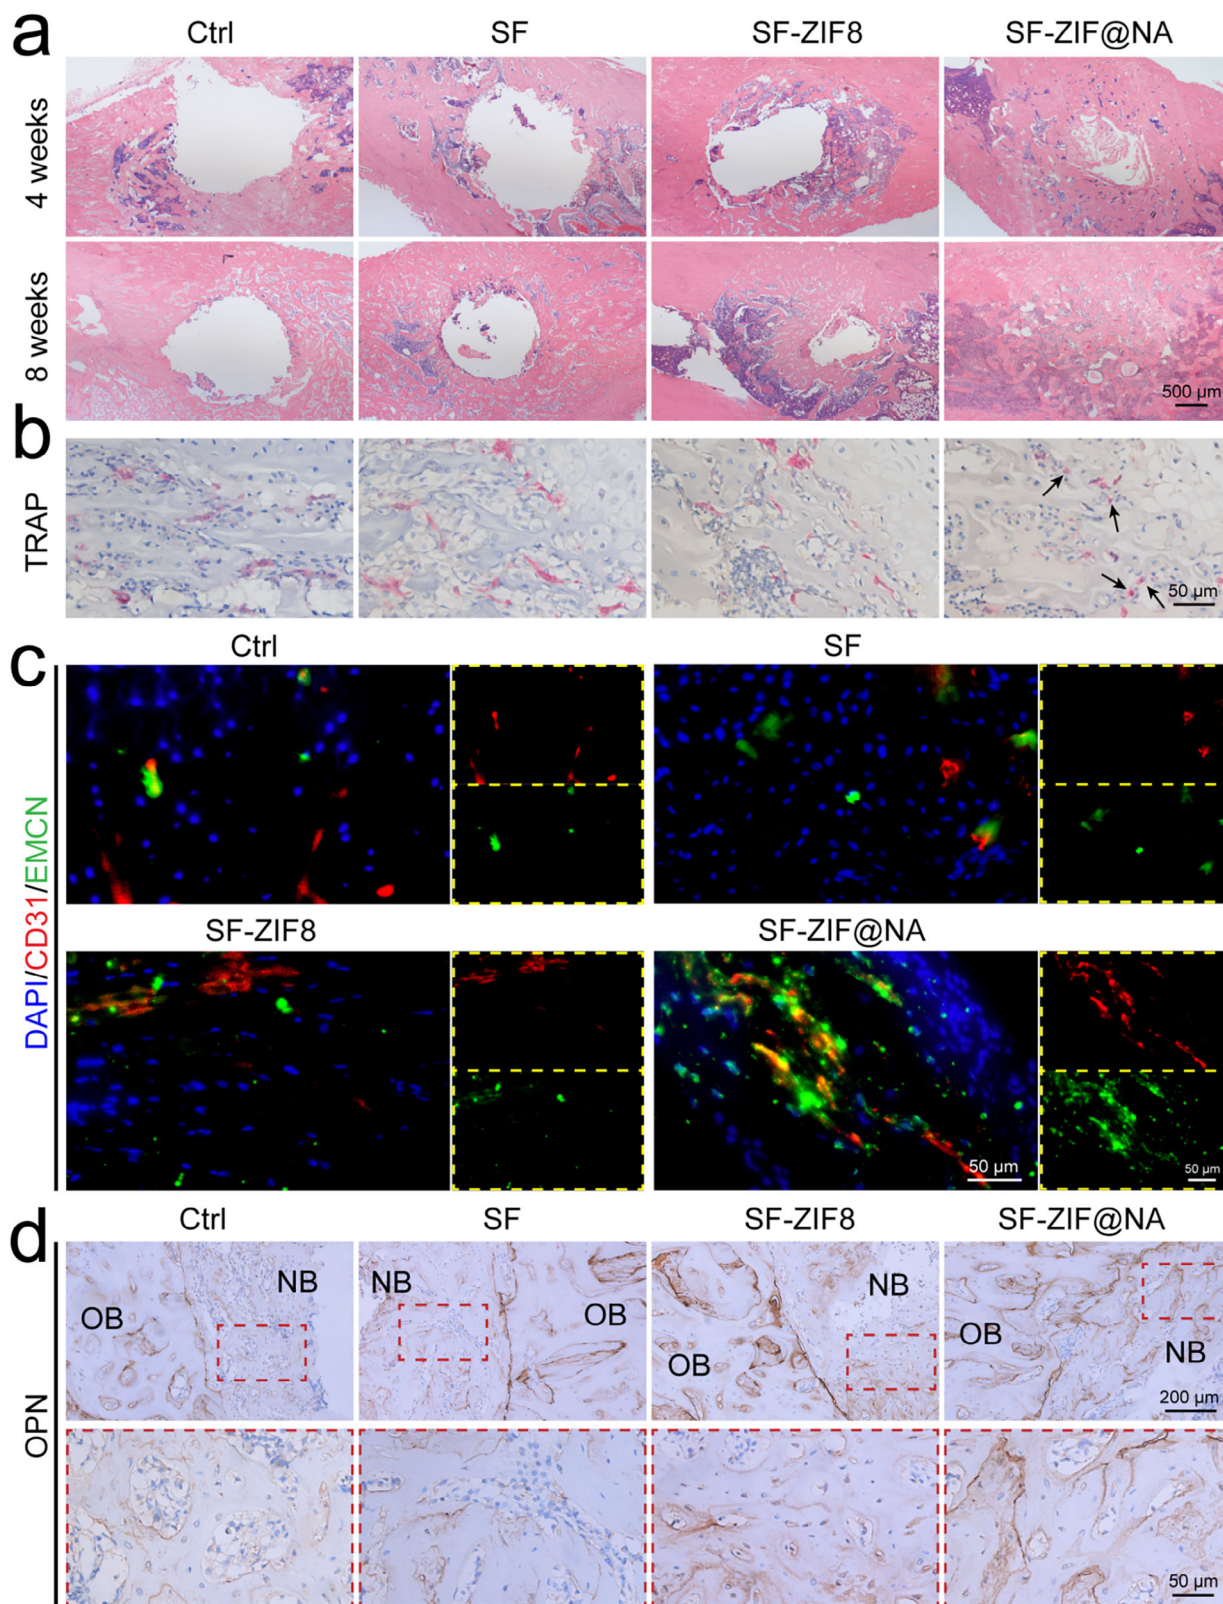 a
Ctrl SF SF-ZIF8 SF-ZIF@NA
4 weeks
8 weeks
500 µm
b
TRAP
50 µm
c
Ctrl SF
DAPI/CD31/EMCN
SF-ZIF8 SF-ZIF@NA
50 µm 50 µm
d
Ctrl SF SF-ZIF8 SF-ZIF@NA
OPN
OB NB NB OB OB NB OB NB
200 µm
50 µm